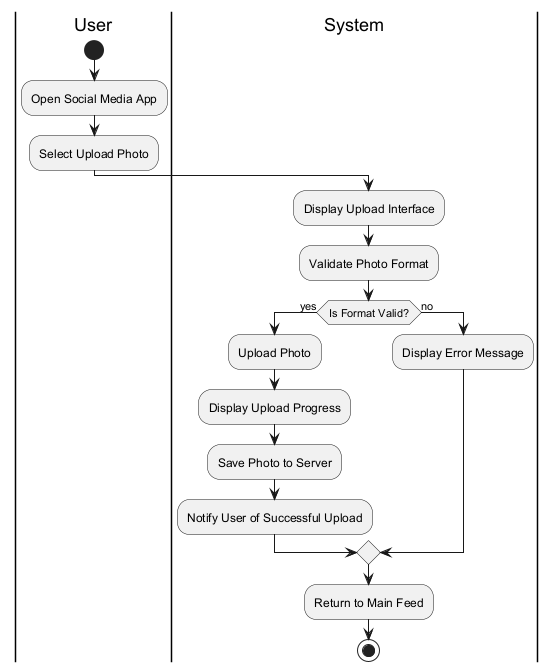 User
System
Open Social Media App
Select Upload Photo
Display Upload Interface
Validate Photo Format
yes
Is Format Valid?
no
Upload Photo
Display Error Message
Display Upload Progress
Save Photo to Server
Notify User of Successful Upload
Return to Main Feed